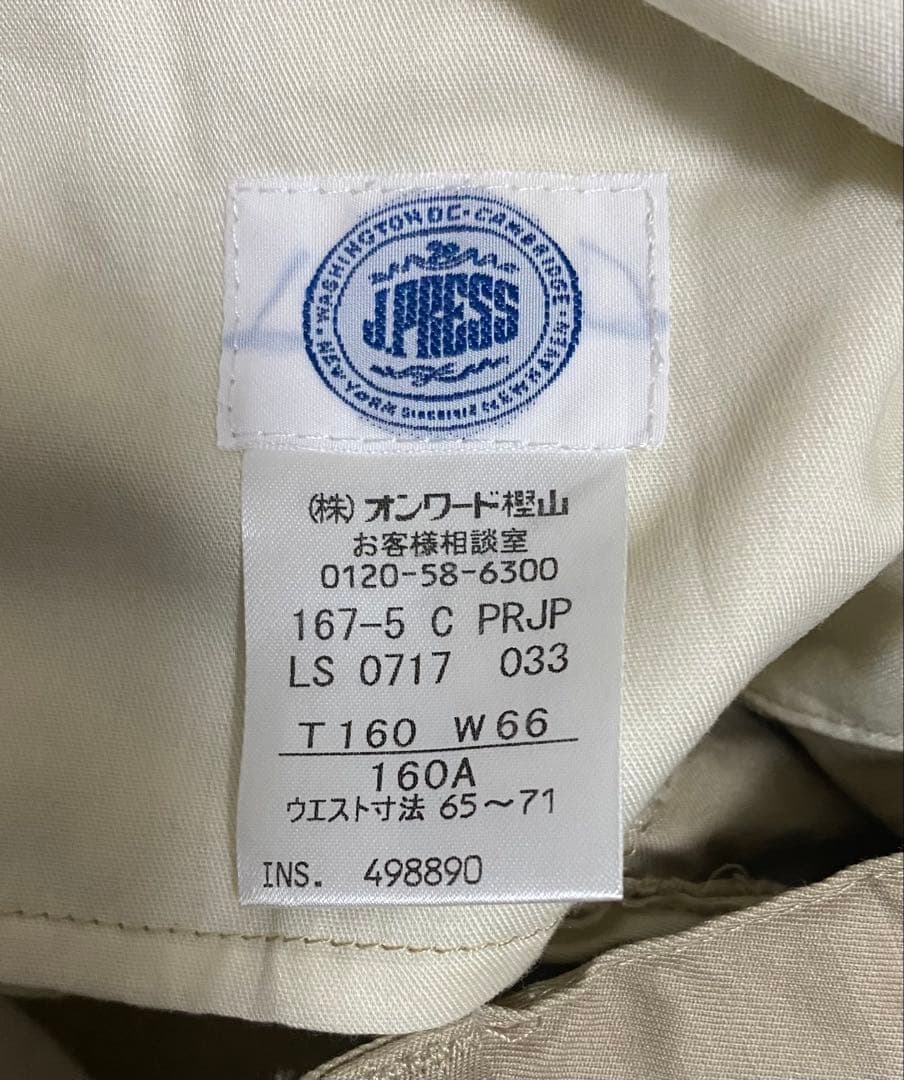 WASHINGTON DC · CAMBRIDGE
J.PRESS
NEW YORK
NEW HAVEN
(株)オンワード樫山
お客様相談室
0120-58-6300
167-5 C PRJP
LS 0717 033
T160 W66
160A
ウエスト寸法 65～71
INS. 498890